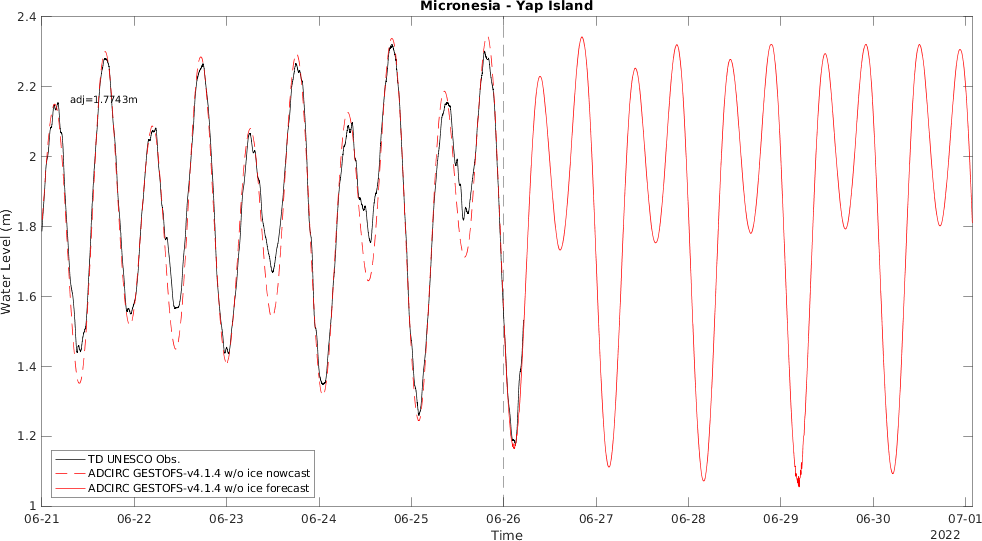 Micronesia - Yap Island
2.4
2.2
2
1.8
1.6
1.4
1.2
1
Water Level (m)
adj=1.7743m
TD UNESCO Obs.
ADCIRC GESTOFS-v4.1.4 w/o ice nowcast
ADCIRC GESTOFS-v4.1.4 w/o ice forecast
06-21 06-22 06-23 06-24 06-25 06-26 06-27 06-28 06-29 06-30 07-01
Time
2022